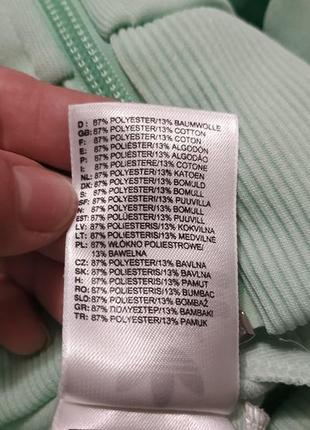 D : 87% POLYESTER/13% BAUMWOLLE
GB: 87% POLYESTER/13% COTTON
F: 87% POLYESTER/13% COTON
E: 87% POLIÉSTER/13% ALGODÓN
P: 87% POLIÉSTER/13% ALGODÃO
I: 87% POLIESTERE/13% COTONE
NL: 87% POLYESTER/13% KATOEN
DK: 87% POLYESTER/13% BOMULD
S: 87% POLYESTER/13% BOMULL
SF: 87% POLYESTERI/13% PUUVILLA
N: 87% POLYESTER/13% BOMULL
EST: 87% POLÜESTER/13% PUUVILL
LV: 87% POLIESTERIS/13% KOKVILNA
LT: 87% POLIESTERIS/13% MEDVILNĖ
PL: 87% WŁÓKNO POLIESTROWE/
13% BAWEŁNA
CZ: 87% POLYESTER/13% BAVLNA
SK: 87% POLYESTER/13% BAVLNA
H: 87% POLIÉSZTER/13% PAMUT
RO: 87% POLIESTER/13% BUMBAC
SLO: 87% POLIESTER/13% BOMBAŽ
GR: 87% ΠΟΛΥΕΣΤΕΡ/13% ΒΑΜΒΑΚΙ
TR: 87% POLYESTER/13% PAMUK